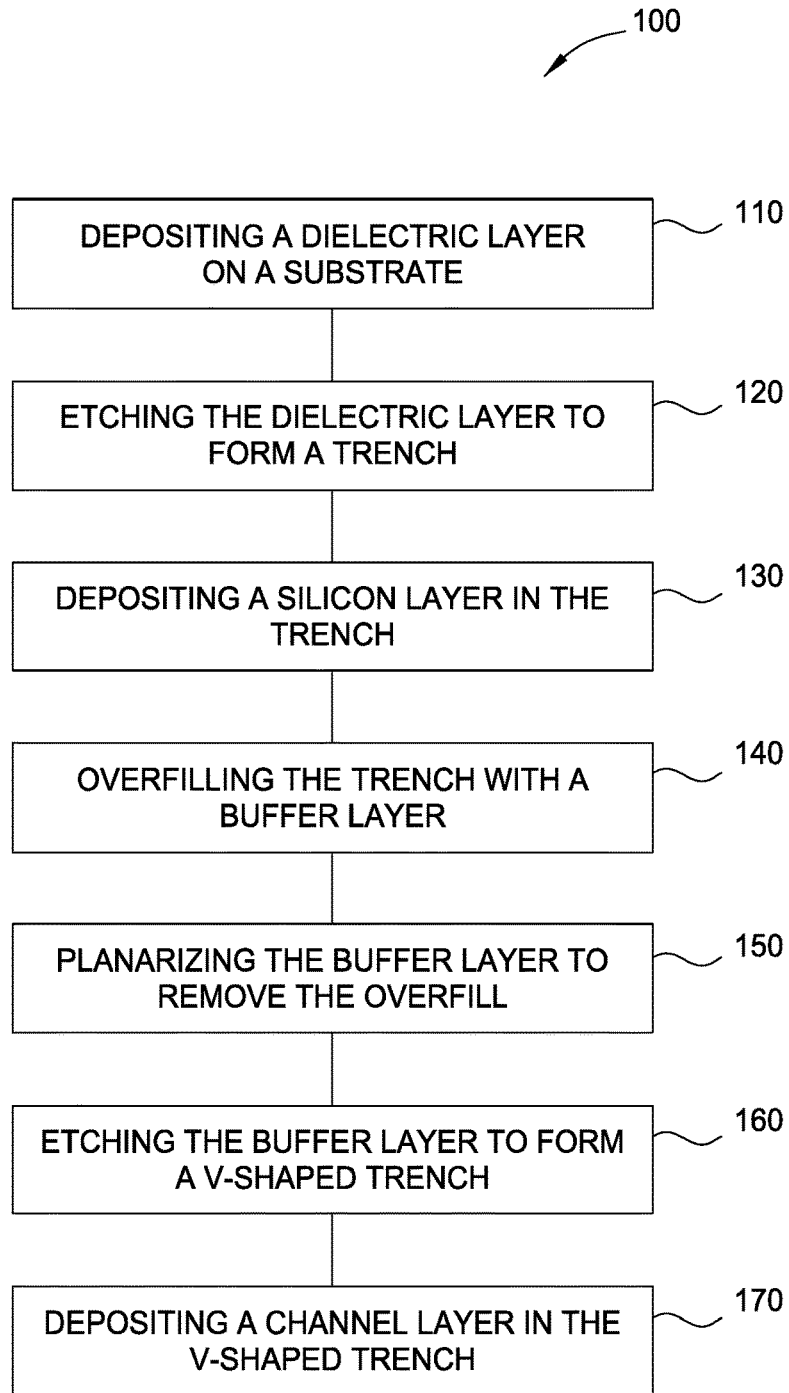 100
DEPOSITING A DIELECTRIC LAYER
ON A SUBSTRATE
110
ETCHING THE DIELECTRIC LAYER TO
FORM A TRENCH
120
DEPOSITING A SILICON LAYER IN THE
TRENCH
130
OVERFILLING THE TRENCH WITH A
BUFFER LAYER
140
PLANARIZING THE BUFFER LAYER TO
REMOVE THE OVERFILL
150
ETCHING THE BUFFER LAYER TO FORM
A V-SHAPED TRENCH
160
DEPOSITING A CHANNEL LAYER IN THE
V-SHAPED TRENCH
170